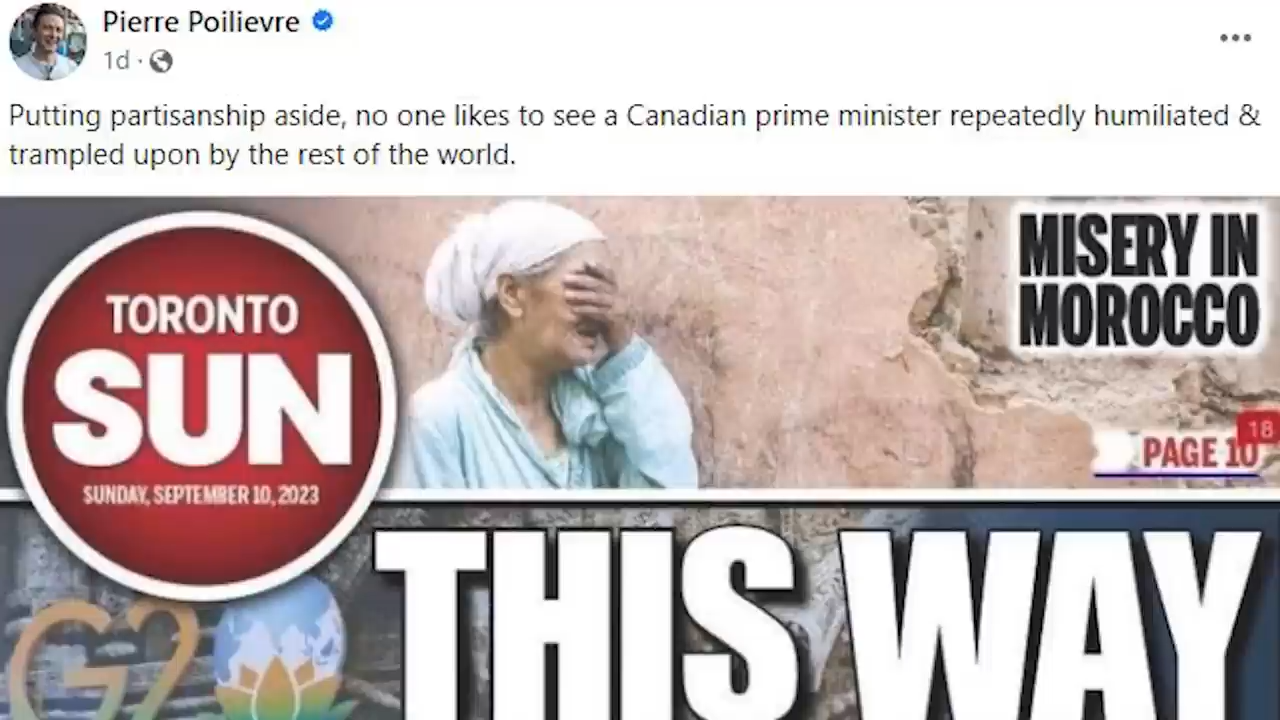 Pierre Poilievre
1d ·
Putting partisanship aside, no one likes to see a Canadian prime minister repeatedly humiliated &
trampled upon by the rest of the world.
TORONTO
SUN
SUNDAY, SEPTEMBER 10, 2023
MISERY IN
MOROCCO
18
PAGE 10
G2
THIS WAY